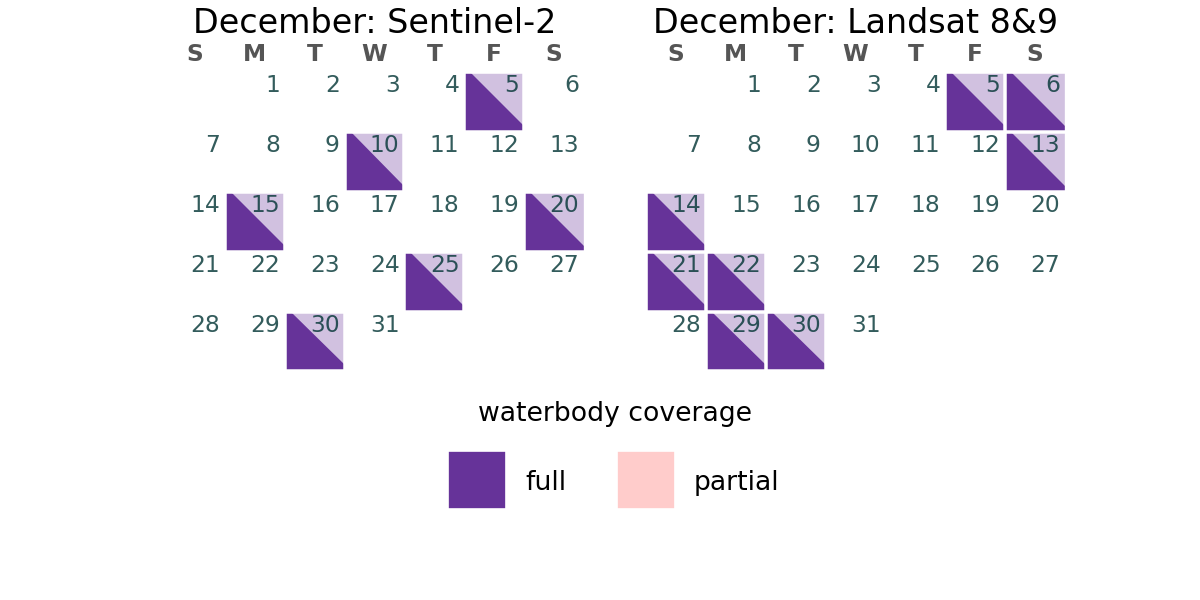 December: Sentinel-2
S M T W T F S
1 2 3 4 5 6
7 8 9 10 11 12 13
14 15 16 17 18 19 20
21 22 23 24 25 26 27
28 29 30 31
December: Landsat 8&9
S M T W T F S
1 2 3 4 5 6
7 8 9 10 11 12 13
14 15 16 17 18 19 20
21 22 23 24 25 26 27
28 29 30 31
waterbody coverage
full
partial